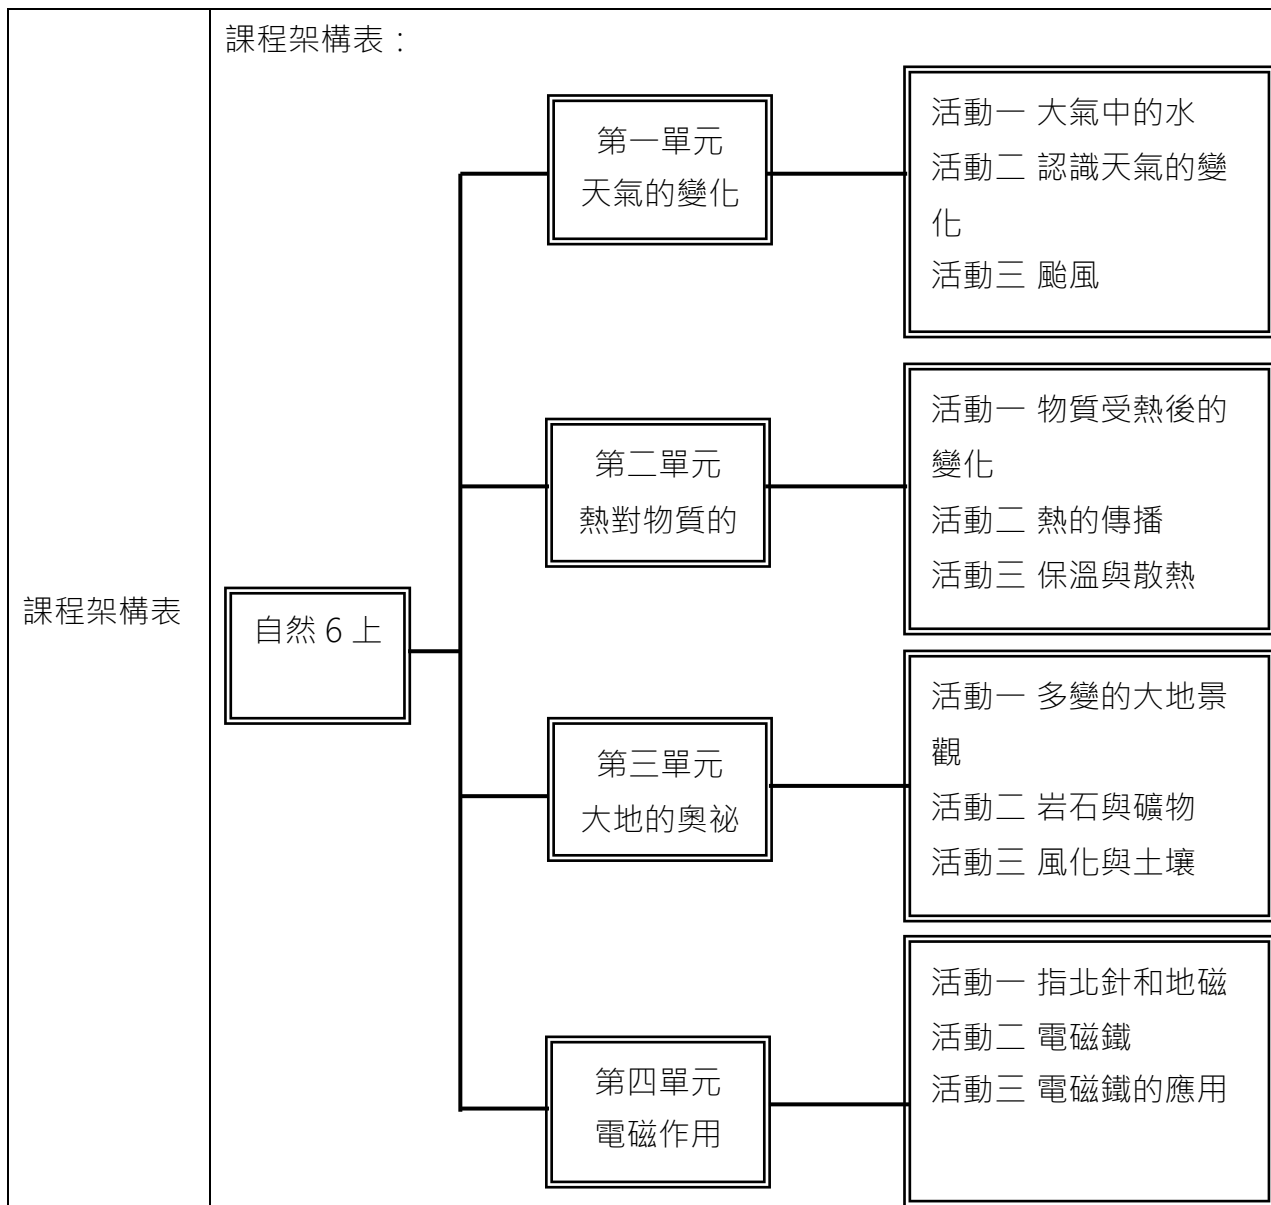 課程架構表
課程架構表：
自然 6 上
第一單元
天氣的變化
活動一 大氣中的水
活動二 認識天氣的變
化
活動三 颱風
第二單元
熱對物質的
活動一 物質受熱後的
變化
活動二 熱的傳播
活動三 保溫與散熱
第三單元
大地的奧祕
活動一 多變的大地景
觀
活動二 岩石與礦物
活動三 風化與土壤
第四單元
電磁作用
活動一 指北針和地磁
活動二 電磁鐵
活動三 電磁鐵的應用